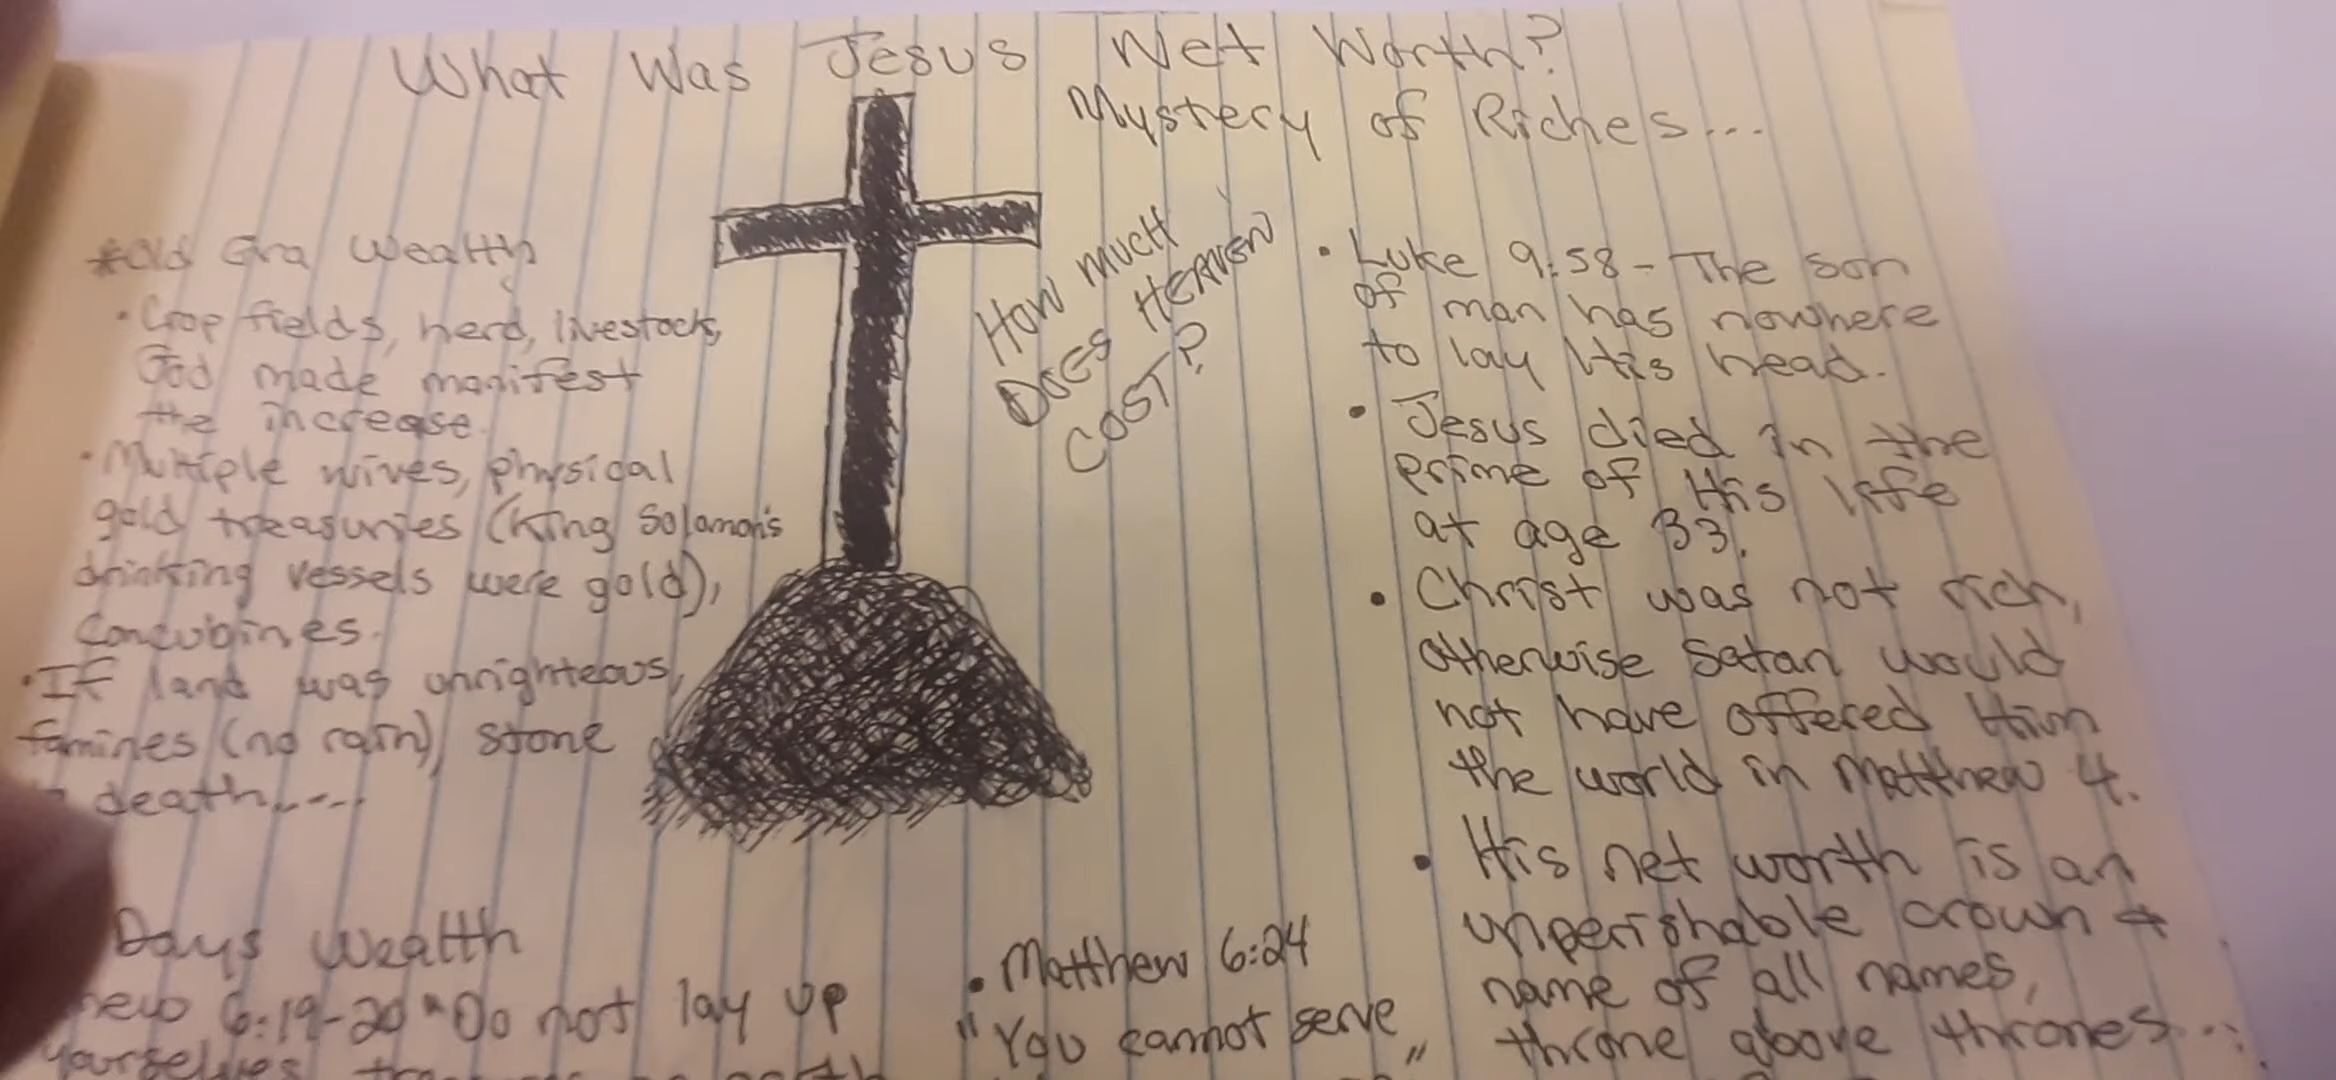 What Was Jesus Net Worth?
Mystery of Riches...
*Old Era Wealth
• Crop fields, herd, livestock,
God made manifest
the increase.
• Multiple wives, physical
gold treasuries (King Solomon's
drinking vessels were gold),
Concubines.
• If land was unrighteous,
famines (no rain), stone
death.....
HOW MUCH
DOES HEAVEN
COST?
• Luke 9:58 - The son
of man has nowhere
to lay His head.
• Jesus died in the
prime of His life
at age 33.
• Christ was not rich,
otherwise Satan would
not have offered Him
the world in Matthew 4.
• His net worth is an
unperishable crown +
name of all names,
throne above thrones...
Days Wealth
6:19-20 "Do not lay up
yourselves
• Matthew 6:24
"You cannot serve"